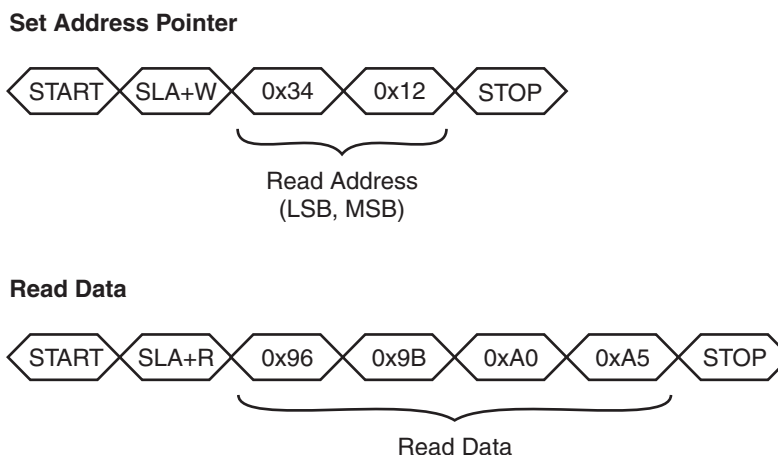 Set Address Pointer
START SLA+W 0x34 0x12 STOP
Read Address
(LSB, MSB)
Read Data
START SLA+R 0x96 0x9B 0xA0 0xA5 STOP
Read Data